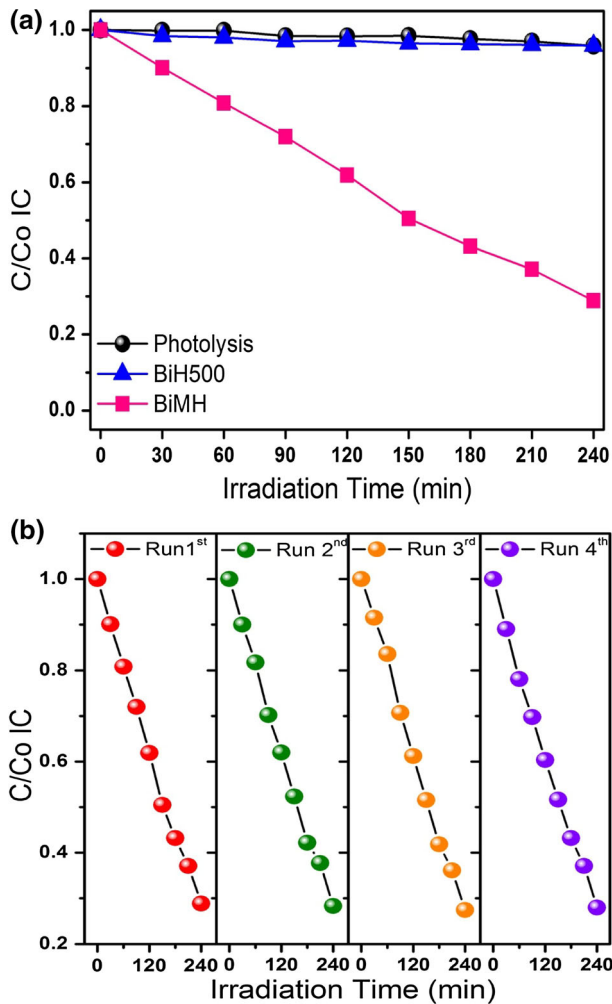 (a)
1.0
0.8
0.6
0.4
0.2
0.0
C/Co IC
Photolysis
BiH500
BiMH
0 30 60 90 120 150 180 210 240
Irradiation Time (min)
(b)
Run1st
Run 2nd
Run 3rd
Run 4th
1.0
0.8
0.6
0.4
0.2
C/Co IC
0 120 240 0 120 240 0 120 240 0 120 240
Irradiation Time (min)